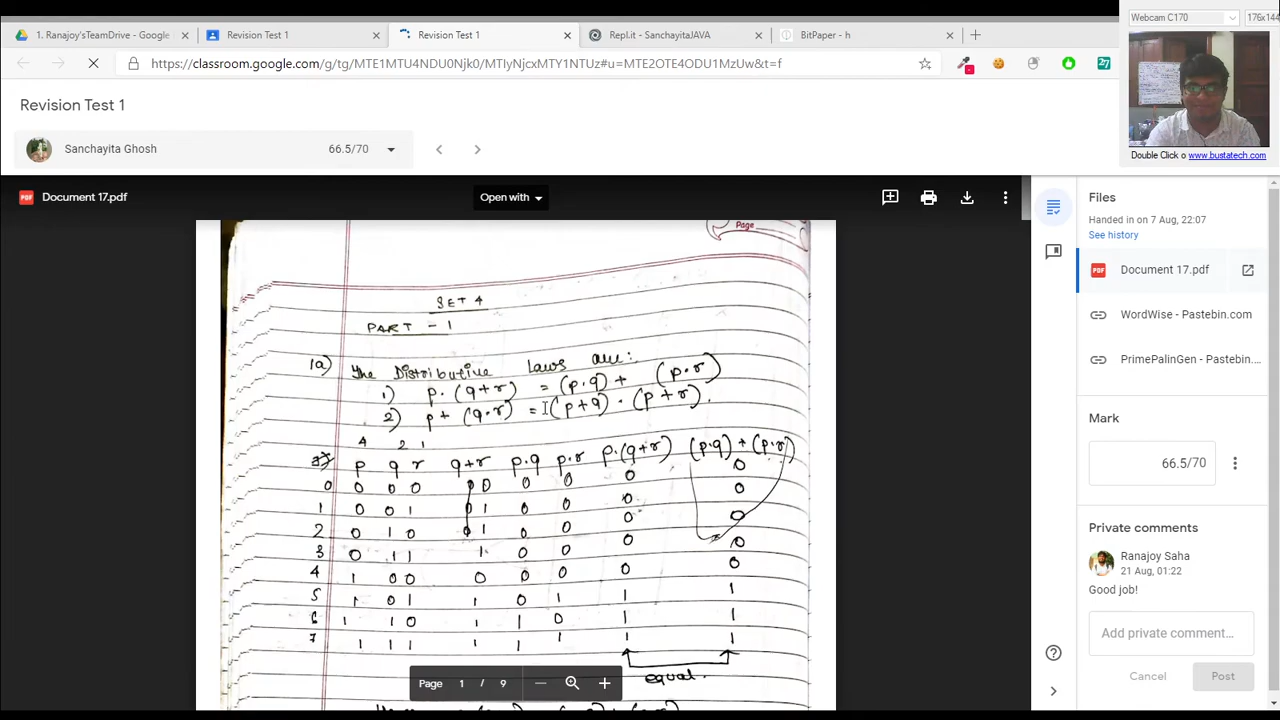 1. Ranajoy'sTeamDrive - Google
Revision Test 1
Revision Test 1
Repl.it - SanchayitaJAVA
BitPaper - h
Webcam C170
176x144
https://classroom.google.com/g/tg/MTE1MTU4NDU0Njk0/MTIyNjcxMTY1NTUz#u=MTE2OTE4ODU1MzUw&t=f
Double Click o www.bustatech.com
Revision Test 1
Sanchayita Ghosh
66.5/70
PDF Document 17.pdf
Open with
Page
SET 4
PART - 1
1a) The Distributive laws are:
1) p.(q+r) = (p.q) + (p.r)
2) p+ (q.r) = (p+q) . (p+r).
4 2 1
p q r q+r p.q p.r p.(q+r) (p.q) + (p.r)
0 0 0 0 0 0 0 0 0
1 0 0 1 1 0 0 0 0
2 0 1 0 1 0 0 0 0
3 0 1 1 1 0 0 0 0
4 1 0 0 0 0 0 0 0
5 1 0 1 1 0 1 1 1
6 1 1 0 1 1 0 1 1
7 1 1 1 1 1 1 1 1
equal.
Page 1 / 9
Files
Handed in on 7 Aug, 22:07
See history
PDF Document 17.pdf
WordWise - Pastebin.com
PrimePalinGen - Pastebin....
Mark
66.5/70
Private comments
Ranajoy Saha
21 Aug, 01:22
Good job!
Add private comment...
Cancel
Post